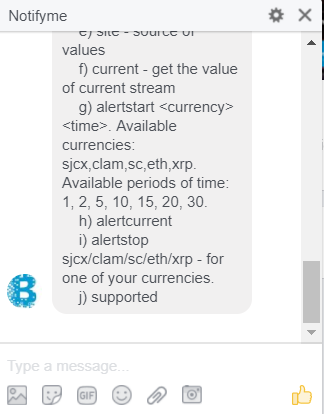 Notifyme
e) site - source of
values
f) current - get the value
of current stream
g) alertstart <currency>
<time>. Available
currencies:
sjcx,clam,sc,eth,xrp.
Available periods of time:
1, 2, 5, 10, 15, 20, 30.
h) alertcurrent
i) alertstop
sjcx/clam/sc/eth/xrp - for
one of your currencies.
j) supported
Type a message...
GIF